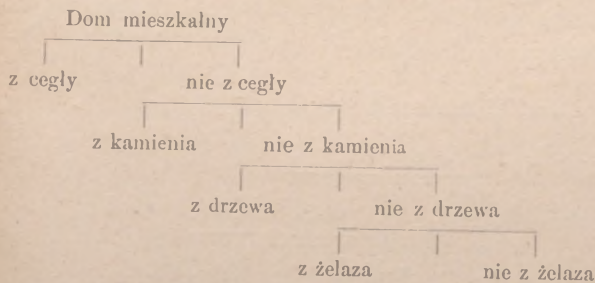 Dom mieszkalny
z cegły nie z cegły
z kamienia nie z kamienia
z drzewa nie z drzewa
z żelaza nie z żelaza